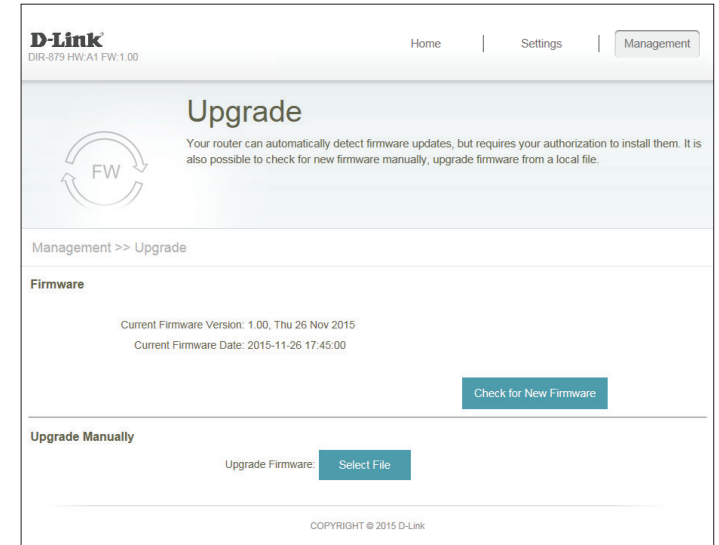 D-Link
DIR-879 HW:A1 FW:1.00
Home | Settings | Management
Upgrade
Your router can automatically detect firmware updates, but requires your authorization to install them. It is
also possible to check for new firmware manually, upgrade firmware from a local file.
FW
Management >> Upgrade
Firmware
Current Firmware Version: 1.00, Thu 26 Nov 2015
Current Firmware Date: 2015-11-26 17:45:00
Check for New Firmware
Upgrade Manually
Upgrade Firmware: Select File
COPYRIGHT © 2015 D-Link